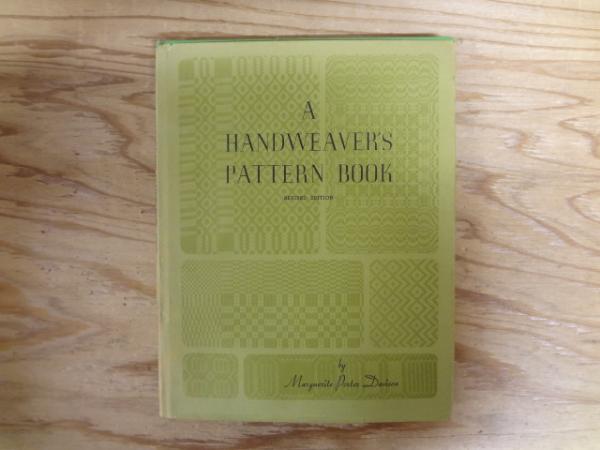 A
HANDWEAVER'S
PATTERN BOOK
REVISED EDITION
by
Marguerite Porter Davison